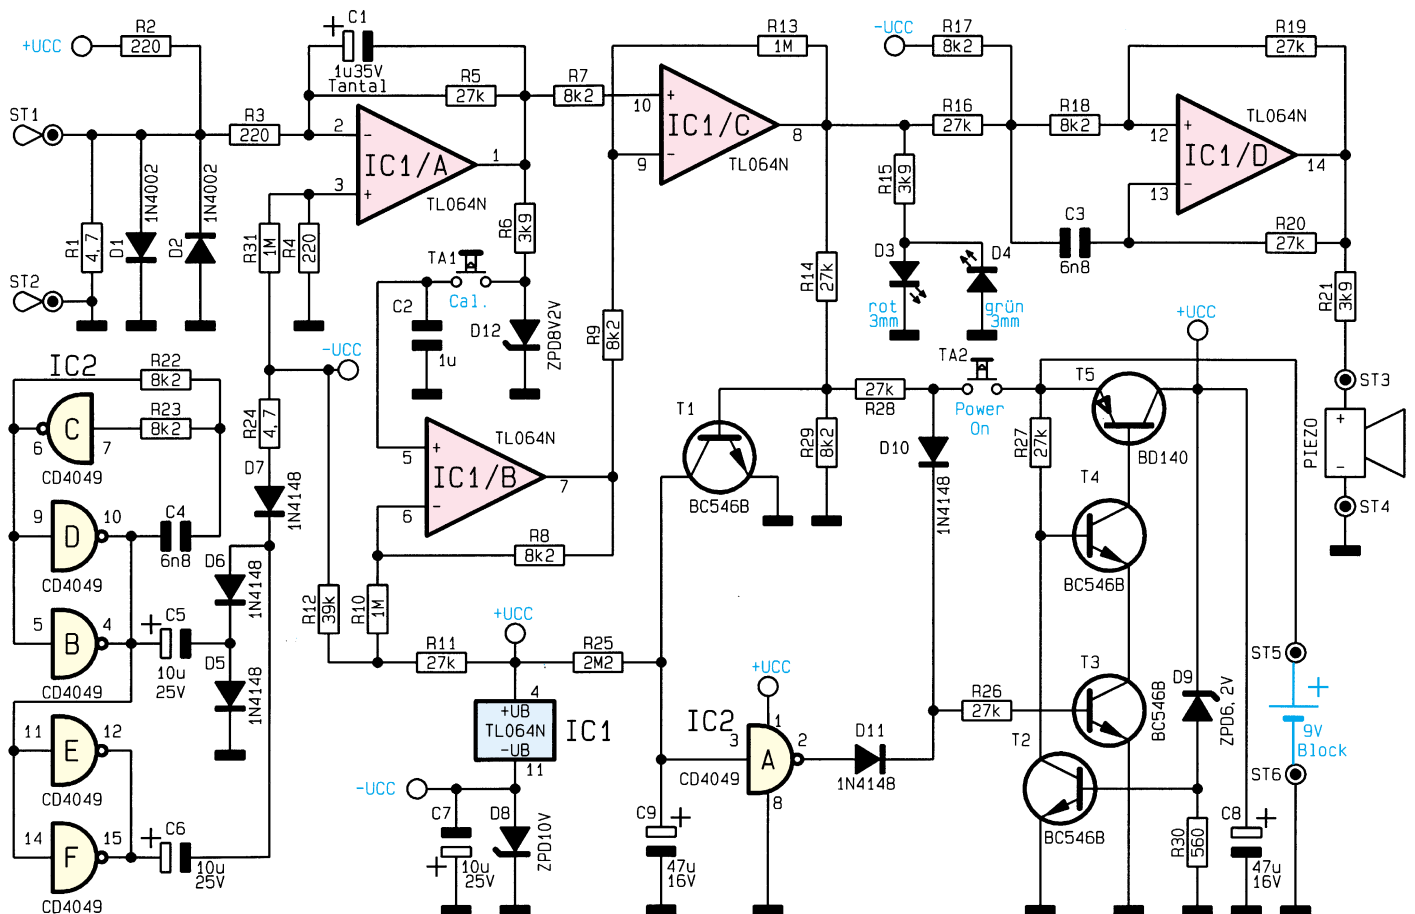 +UCC
R2
220
C1
+
1u35V
Tantal
R5
27k
R7
8k2
R13
1M
-UCC
R17
8k2
R19
27k
ST1
R3
220
2
-
IC1/A
1
3
+
TL064N
10
+
IC1/C
8
9
-
TL064N
R16
27k
R18
8k2
12
+
IC1/D
14
13
-
TL064N
R1
4,7
D1
1N4002
D2
1N4002
R31
1M
R4
220
R6
3k9
R15
3k9
C3
6n8
R20
27k
ST2
TA1
Cal.
C2
1u
D12
ZPD8V2V
R9
8k2
R14
27k
D3
rot
3mm
D4
grün
3mm
R21
3k9
+UCC
-UCC
IC2
R22
8k2
R23
8k2
C
6
7
CD4049
R24
4,7
D7
1N4148
5
+
IC1/B
7
6
-
TL064N
R8
8k2
T1
BC546B
27k
R28
R29
8k2
TA2
Power
On
D10
1N4148
R27
27k
T5
BD140
ST3
PIEZO
+
-
ST4
9
D
10
CD4049
C4
6n8
D6
1N4148
T4
BC546B
5
B
4
CD4049
+
C5
10u
25V
D5
1N4148
R12
39k
R10
1M
R11
27k
+UCC
R25
2M2
4
+UB
TL064N
-UB
11
IC1
+UCC
IC2
1
3
A
2
8
CD4049
D11
1N4148
R26
27k
T3
BC546B
D9
ZPD6,2V
ST5
+
9V
Block
ST6
11
E
12
CD4049
-UCC
T2
BC546B
14
F
15
CD4049
+
C6
10u
25V
C7
+
10u
25V
D8
ZPD10V
C9
+
47u
16V
R30
560
C8
+
47u
16V